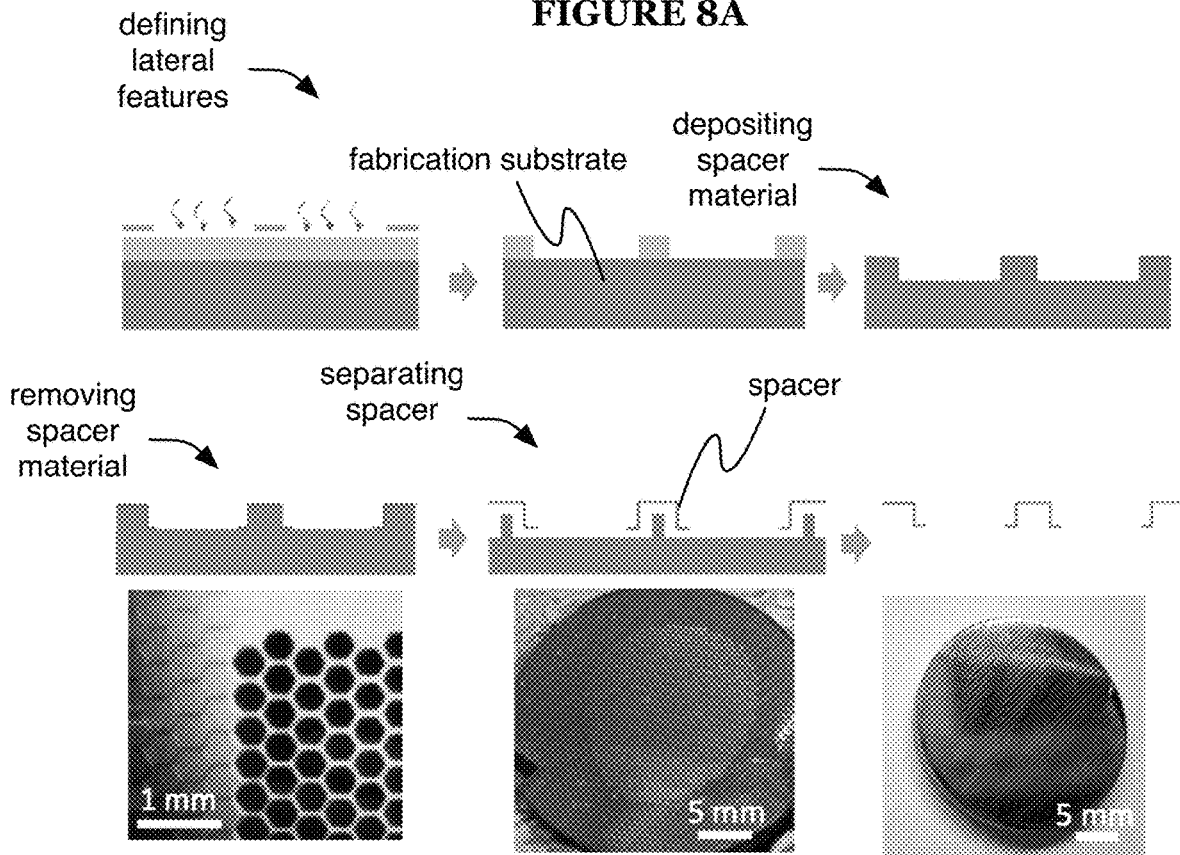 FIGURE 8A
defining
lateral
features
fabrication substrate
depositing
spacer
material
removing
spacer
material
separating
spacer
spacer
1 mm
5 mm
5 mm